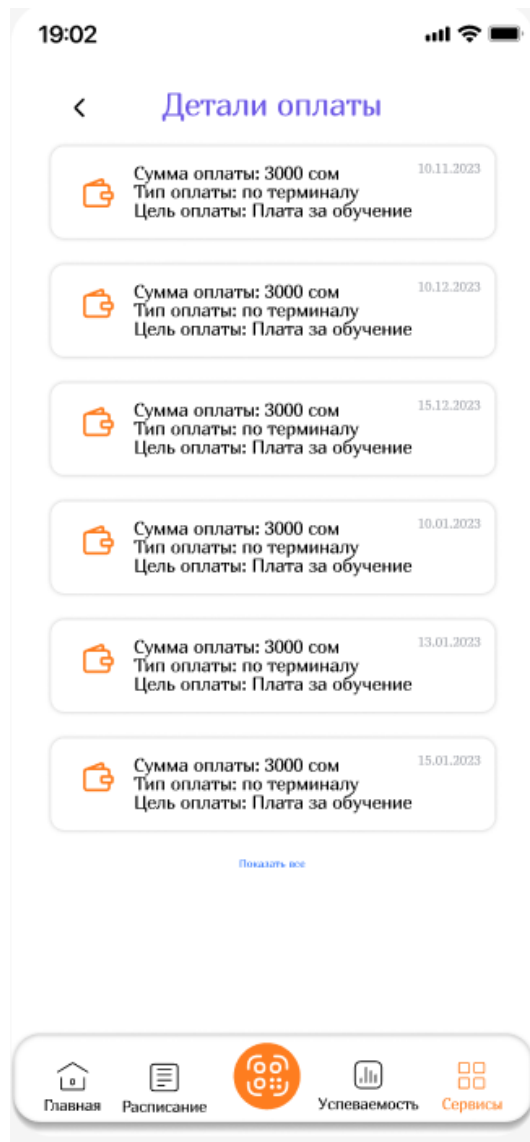 19:02
Детали оплаты
Сумма оплаты: 3000 сом 10.11.2023
Тип оплаты: по терминалу
Цель оплаты: Плата за обучение
Сумма оплаты: 3000 сом 10.12.2023
Тип оплаты: по терминалу
Цель оплаты: Плата за обучение
Сумма оплаты: 3000 сом 15.12.2023
Тип оплаты: по терминалу
Цель оплаты: Плата за обучение
Сумма оплаты: 3000 сом 10.01.2023
Тип оплаты: по терминалу
Цель оплаты: Плата за обучение
Сумма оплаты: 3000 сом 13.01.2023
Тип оплаты: по терминалу
Цель оплаты: Плата за обучение
Сумма оплаты: 3000 сом 15.01.2023
Тип оплаты: по терминалу
Цель оплаты: Плата за обучение
Показать все
Главная Расписание Успеваемость Сервисы